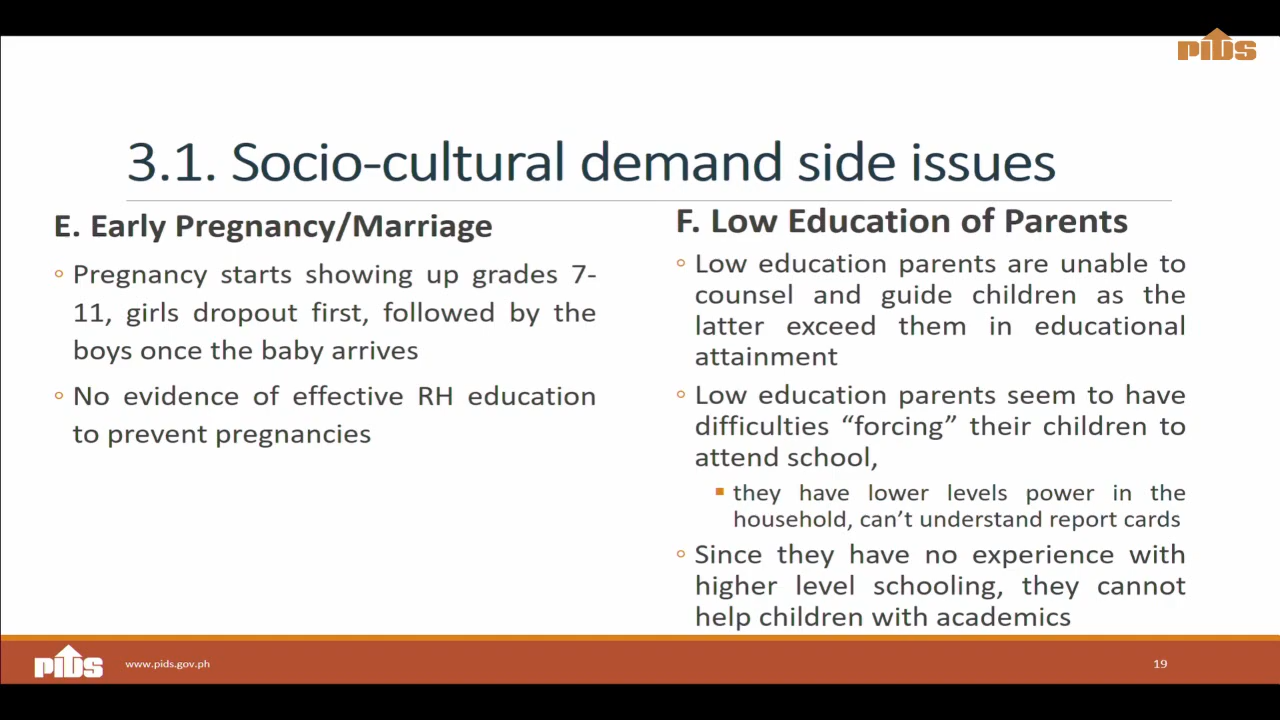 PIDS
3.1. Socio-cultural demand side issues
E. Early Pregnancy/Marriage
Pregnancy starts showing up grades 7-
11, girls dropout first, followed by the
boys once the baby arrives
No evidence of effective RH education
to prevent pregnancies
F. Low Education of Parents
Low education parents are unable to
counsel and guide children as the
latter exceed them in educational
attainment
Low education parents seem to have
difficulties “forcing” their children to
attend school,
they have lower levels power in the
household, can’t understand report cards
Since they have no experience with
higher level schooling, they cannot
help children with academics
PIDS
www.pids.gov.ph
19